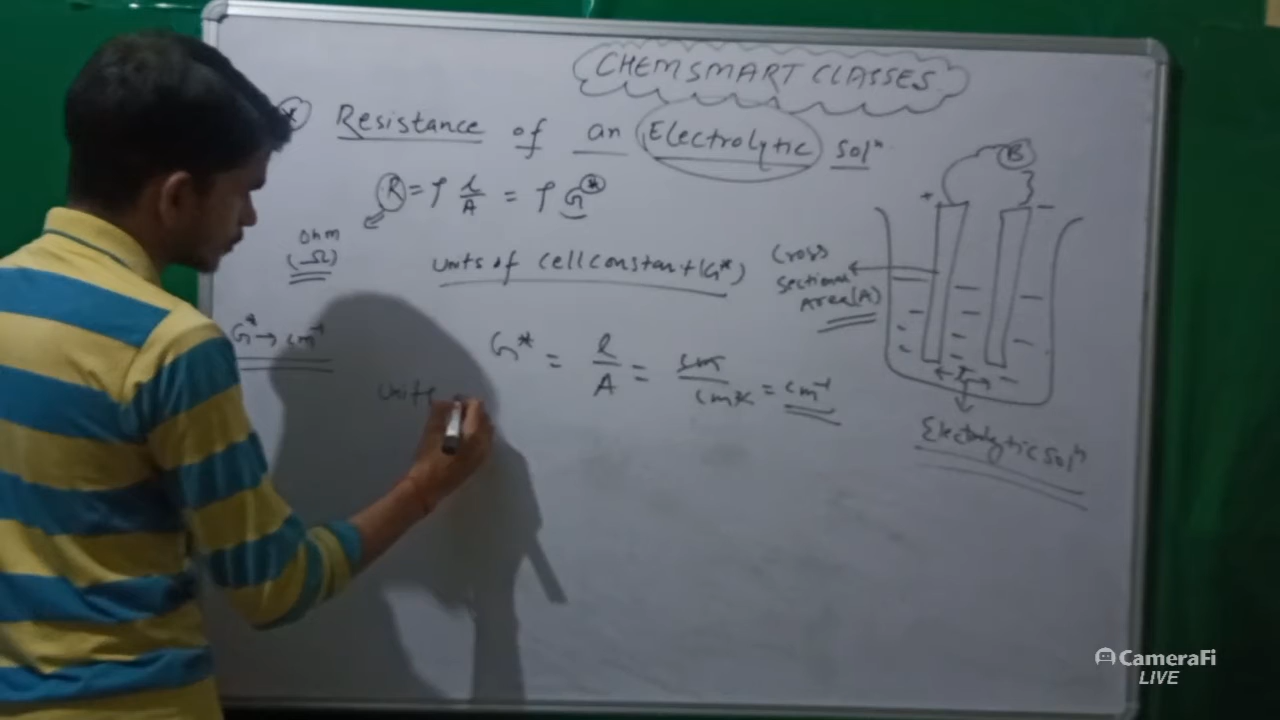 CHEMSMART CLASSES
Resistance of an Electrolytic Solⁿ
R = ρ l/A = ρ G*
Ohm
(Ω)
units of cell constant (G*)
G* → cm⁻¹
G* = l/A = cm/cm² = cm⁻¹
units
B
+ −
Cross
Sectional
Area(A)
l
Electrolytic Solⁿ
CameraFi
LIVE